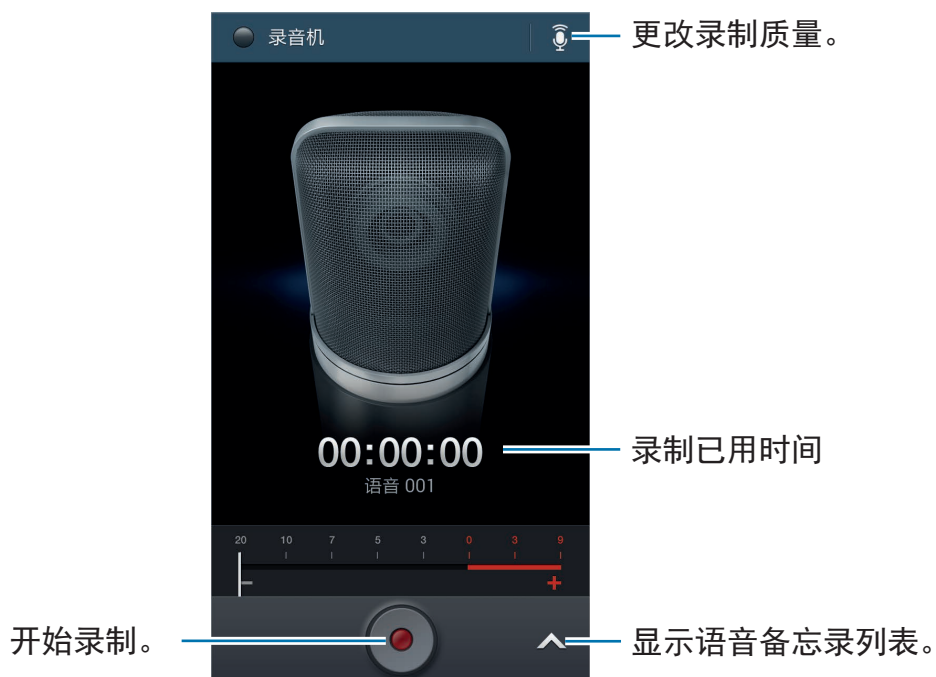 录音机
更改录制质量。
00:00:00
录制已用时间
语音 001
20 10 7 5 3 0 3 9
− +
开始录制。
显示语音备忘录列表。